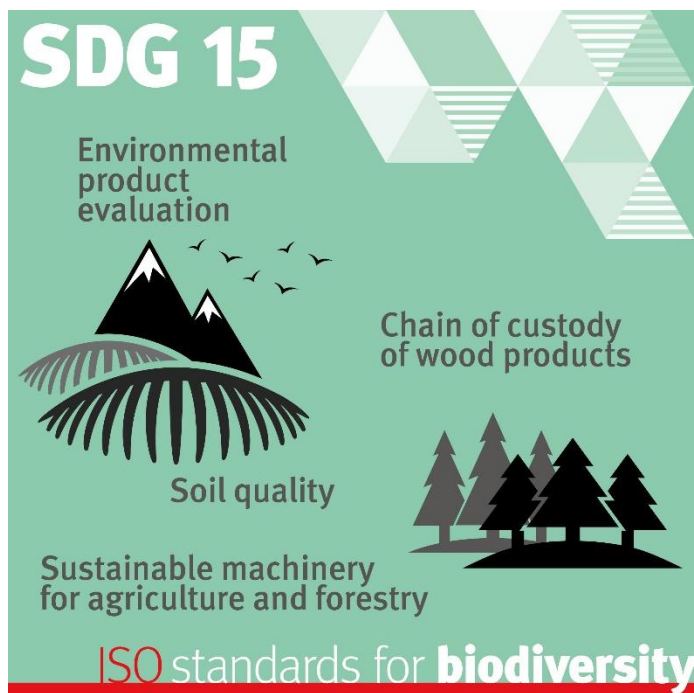 SDG 15
Environmental
product
evaluation
Chain of custody
of wood products
Soil quality
Sustainable machinery
for agriculture and forestry
ISO standards for biodiversity